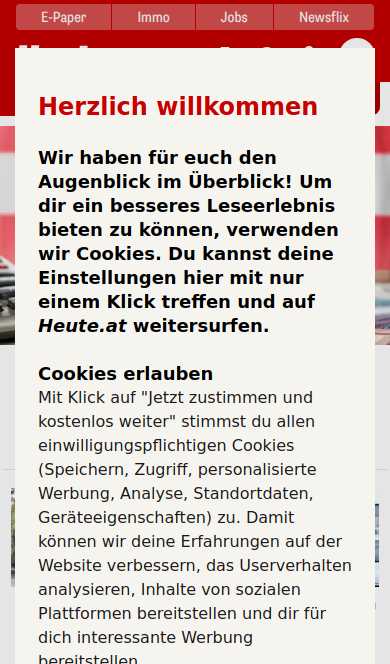 E-Paper
Immo
Jobs
Newsflix
Herzlich willkommen
Wir haben für euch den
Augenblick im Überblick! Um
dir ein besseres Leseerlebnis
bieten zu können, verwenden
wir Cookies. Du kannst deine
Einstellungen hier mit nur
einem Klick treffen und auf
Heute.at weitersurfen.
Cookies erlauben
Mit Klick auf "Jetzt zustimmen und
kostenlos weiter" stimmst du allen
einwilligungspflichtigen Cookies
(Speichern, Zugriff, personalisierte
Werbung, Analyse, Standortdaten,
Geräteeigenschaften) zu. Damit
können wir deine Erfahrungen auf der
Website verbessern, das Userverhalten
analysieren, Inhalte von sozialen
Plattformen bereitstellen und dir für
dich interessante Werbung
bereitstellen